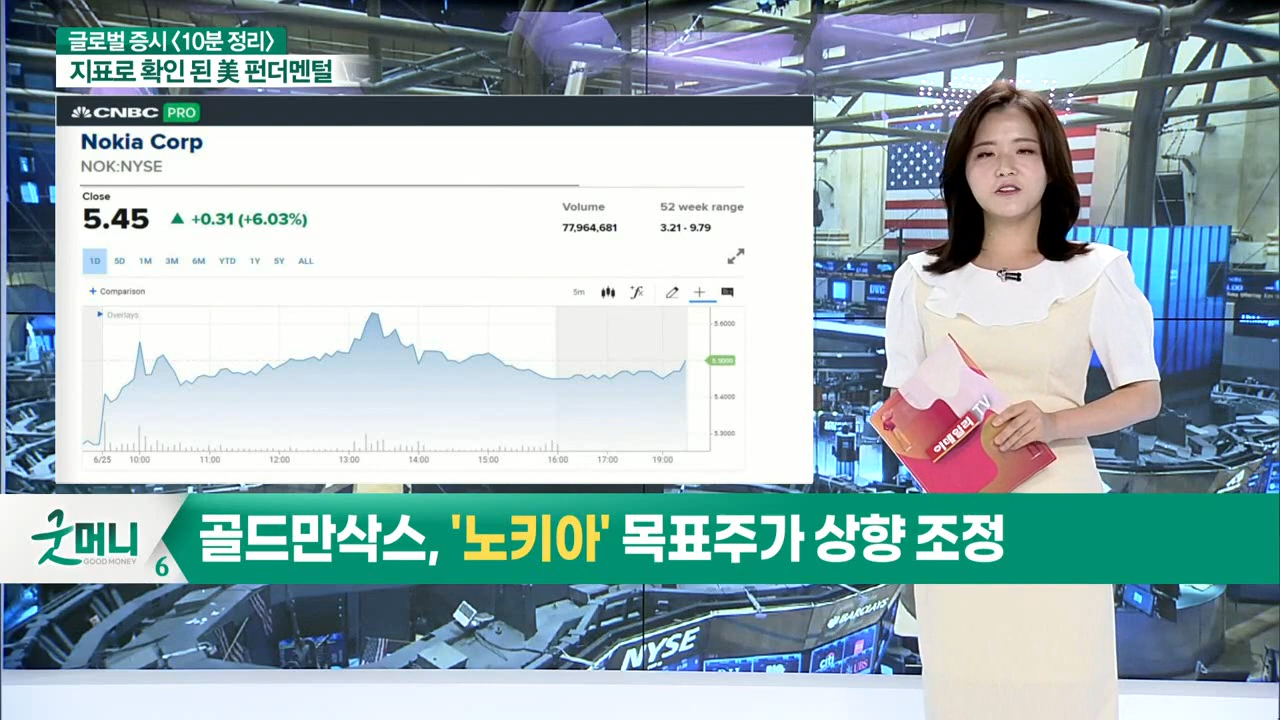 글로벌 증시 <10분 정리>
지표로 확인 된 美 펀더멘털
CNBC PRO
Nokia Corp
NOK:NYSE
Close
5.45 ▲ +0.31 (+6.03%)
Volume
77,964,681
52 week range
3.21 - 9.79
1D 5D 1M 3M 6M YTD 1Y 5Y ALL
+ Comparison
5m
Overlays
5.6000
5.5000
5.4000
5.3000
6/25 10:00 11:00 12:00 13:00 14:00 15:00 16:00 17:00 19:00
이데일리 TV
굿머니
GOOD MONEY
6
골드만삭스, '노키아' 목표주가 상향 조정
NYSE
BARCLAYS
citi
UBS